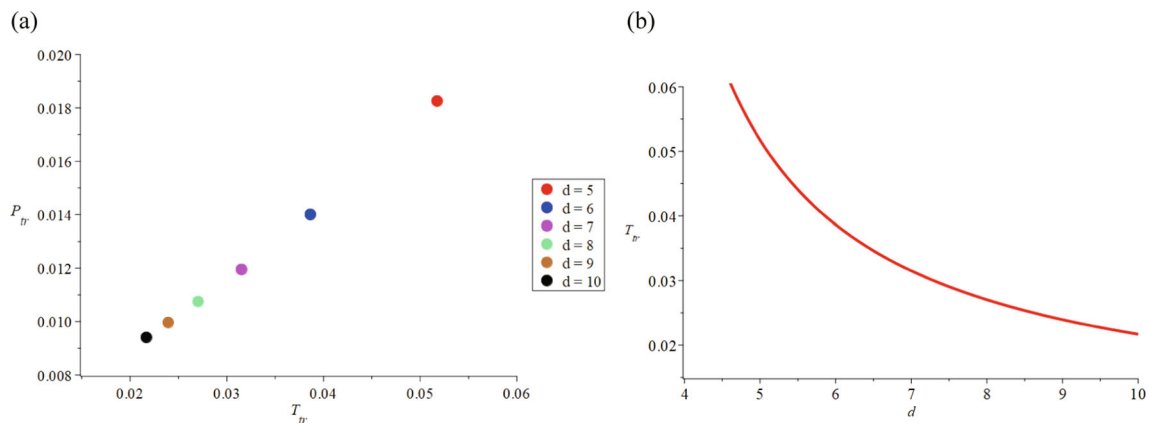 (a)
0.020
0.018
0.016
0.014
0.012
0.010
0.008
P_tr
0.02 0.03 0.04 0.05 0.06
T_tr
d = 5
d = 6
d = 7
d = 8
d = 9
d = 10
(b)
0.06
0.05
0.04
0.03
0.02
T_tr
4 5 6 7 8 9 10
d